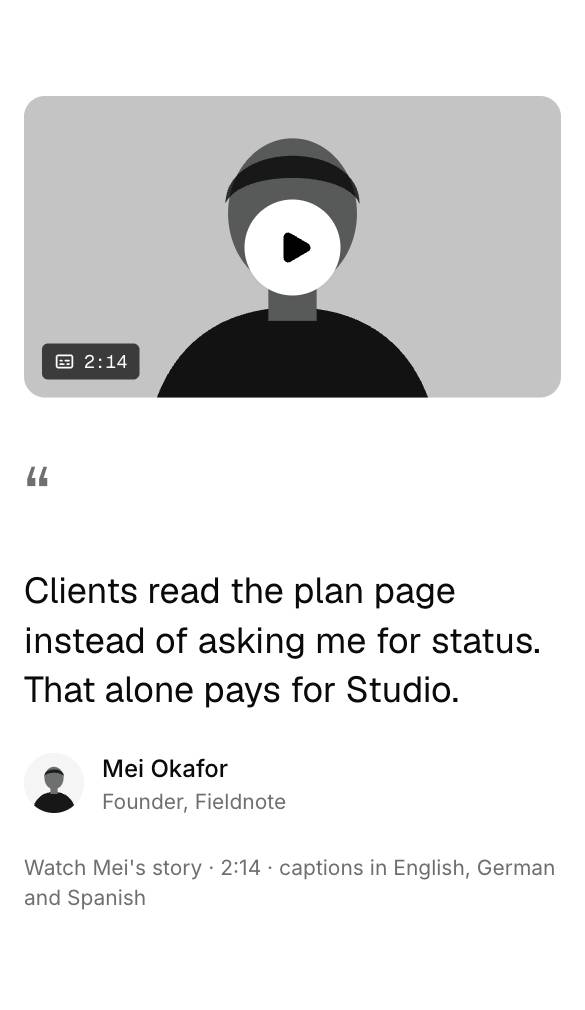 2:14
“
Clients read the plan page
instead of asking me for status.
That alone pays for Studio.
Mei Okafor
Founder, Fieldnote
Watch Mei's story · 2:14 · captions in English, German
and Spanish